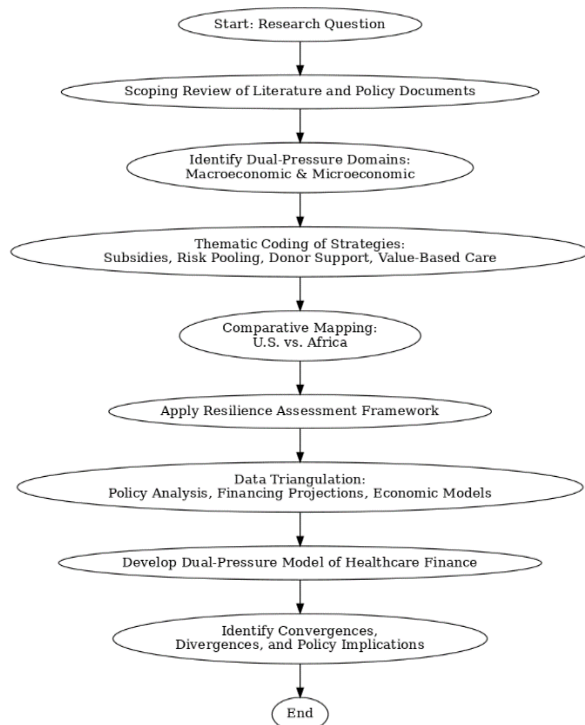 Start: Research Question
Scoping Review of Literature and Policy Documents
Identify Dual-Pressure Domains:
Macroeconomic & Microeconomic
Thematic Coding of Strategies:
Subsidies, Risk Pooling, Donor Support, Value-Based Care
Comparative Mapping:
U.S. vs. Africa
Apply Resilience Assessment Framework
Data Triangulation:
Policy Analysis, Financing Projections, Economic Models
Develop Dual-Pressure Model of Healthcare Finance
Identify Convergences,
Divergences, and Policy Implications
End